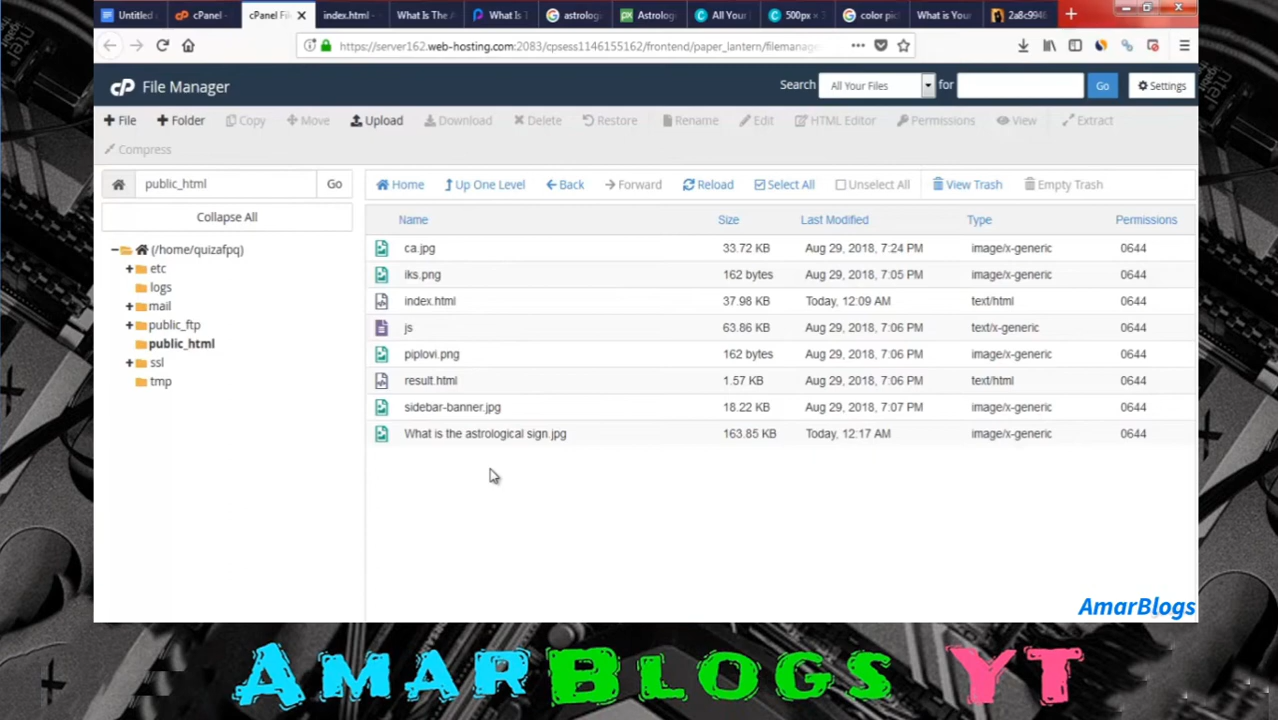 Untitled
cPanel -
cPanel Fil
index.html -
What Is The A
What Is T
astrolog
Astrolog
All Your
500px ×
color pic
What is Your
2a8c994
https://server162.web-hosting.com:2083/cpsess1146155162/frontend/paper_lantern/filemanage
cP File Manager
Search All Your Files for Go Settings
File Folder Copy Move Upload Download Delete Restore Rename Edit HTML Editor Permissions View Extract
Compress
public_html Go
Home Up One Level Back Forward Reload Select All Unselect All View Trash Empty Trash
Collapse All
(/home/quizafpq)
etc
logs
mail
public_ftp
public_html
ssl
tmp
Name Size Last Modified Type Permissions
ca.jpg 33.72 KB Aug 29, 2018, 7:24 PM image/x-generic 0644
iks.png 162 bytes Aug 29, 2018, 7:05 PM image/x-generic 0644
index.html 37.98 KB Today, 12:09 AM text/html 0644
js 63.86 KB Aug 29, 2018, 7:06 PM text/x-generic 0644
piplovi.png 162 bytes Aug 29, 2018, 7:06 PM image/x-generic 0644
result.html 1.57 KB Aug 29, 2018, 7:06 PM text/html 0644
sidebar-banner.jpg 18.22 KB Aug 29, 2018, 7:07 PM image/x-generic 0644
What is the astrological sign.jpg 163.85 KB Today, 12:17 AM image/x-generic 0644
AmarBlogs
AmarBlogs YT